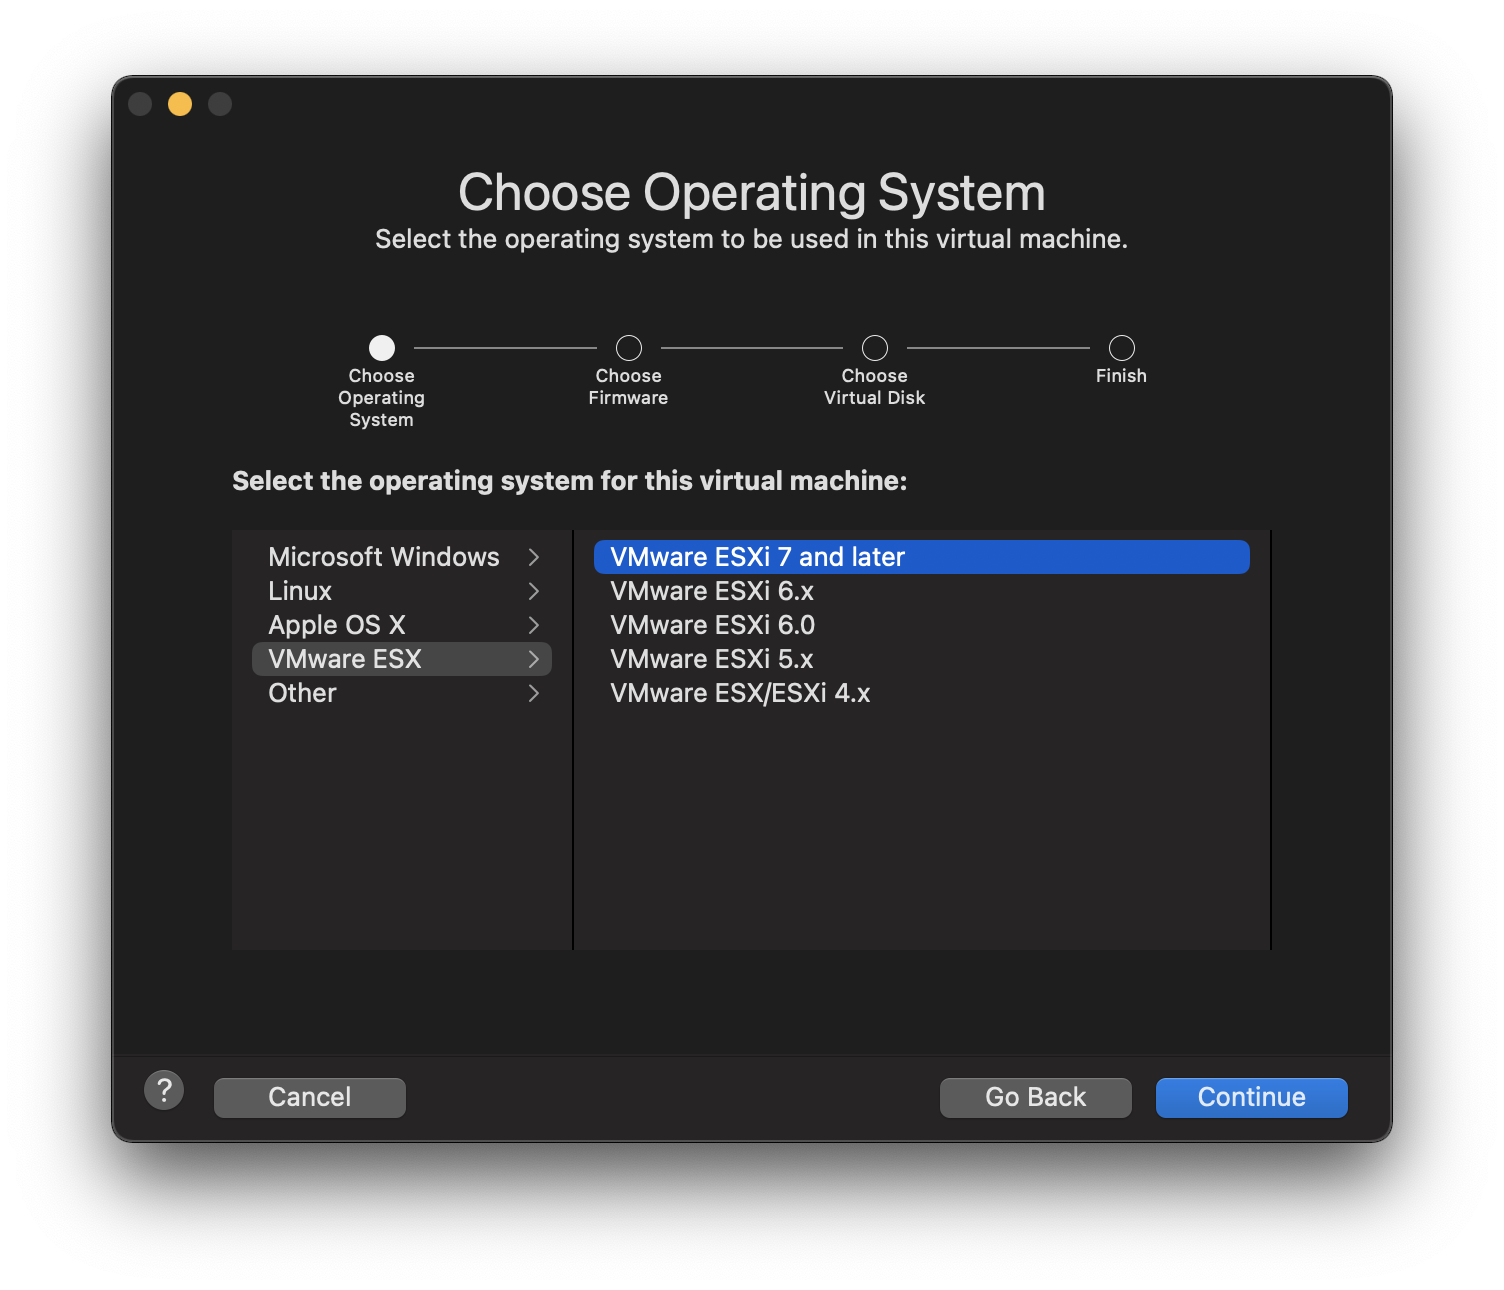 Choose Operating System
Select the operating system to be used in this virtual machine.
Choose
Operating
System
Choose
Firmware
Choose
Virtual Disk
Finish
Select the operating system for this virtual machine:
Microsoft Windows
Linux
Apple OS X
VMware ESX
Other
VMware ESXi 7 and later
VMware ESXi 6.x
VMware ESXi 6.0
VMware ESXi 5.x
VMware ESX/ESXi 4.x
?
Cancel
Go Back
Continue